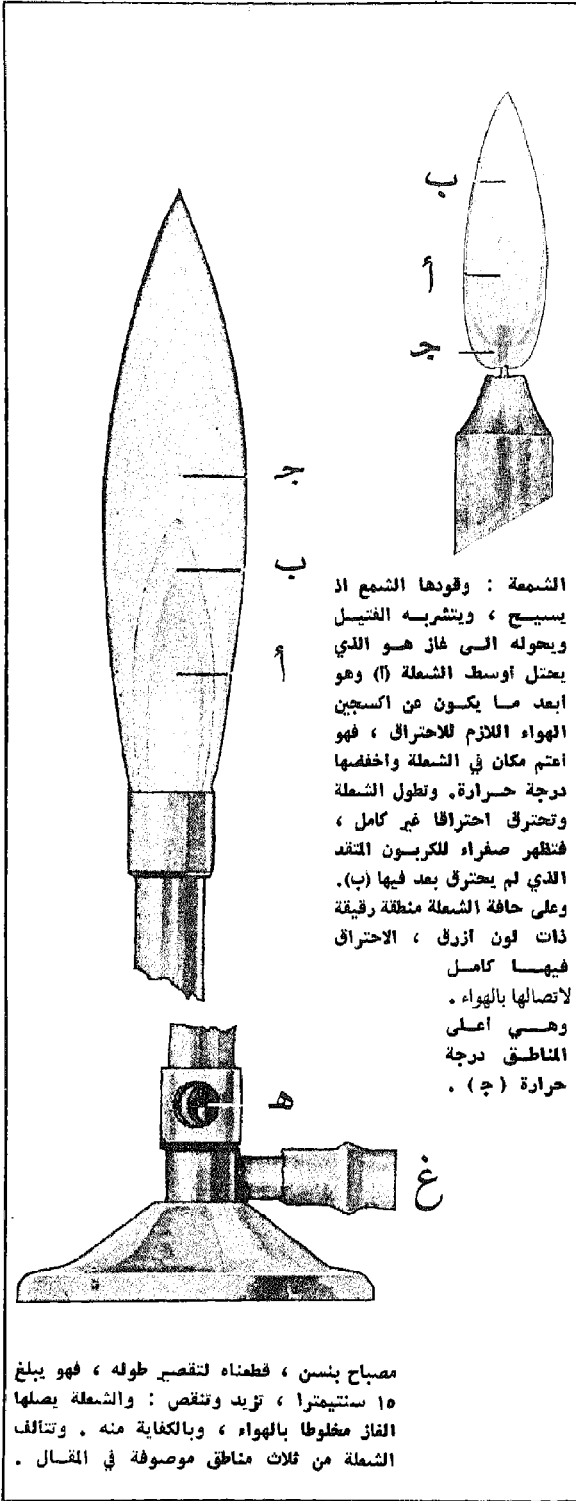 ب
أ
جـ
جـ
ب
أ
الشمعة : وقودها الشمع اذ
يسيح ، ويتشربه الفتيل
ويحوله الى غاز هو الذي
يحتل أوسط الشعلة (أ) وهو
أبعد ما يكون عن اكسجين
الهواء اللازم للاحتراق ، فهو
أعتم مكان في الشعلة واخفضها
درجة حرارة. وتطول الشعلة
وتحترق احتراقا غير كامل ،
فتظهر صفراء للكربون المتقد
الذي لم يحترق بعد فيها (ب).
وعلى حافة الشعلة منطقة رقيقة
ذات لون أزرق ، الاحتراق
فيها كامل
لاتصالها بالهواء .
وهي أعلى
المناطق درجة
حرارة (ج) .
هـ
غ
مصباح بنسن ، قطعناه لتقصير طوله ، فهو يبلغ
١٥ سنتيمترا ، تزيد وتنقص : والشعلة يصلها
الغاز مخلوطا بالهواء ، وبالكفاية منه . وتتألف
الشعلة من ثلاث مناطق موصوفة في المقال .